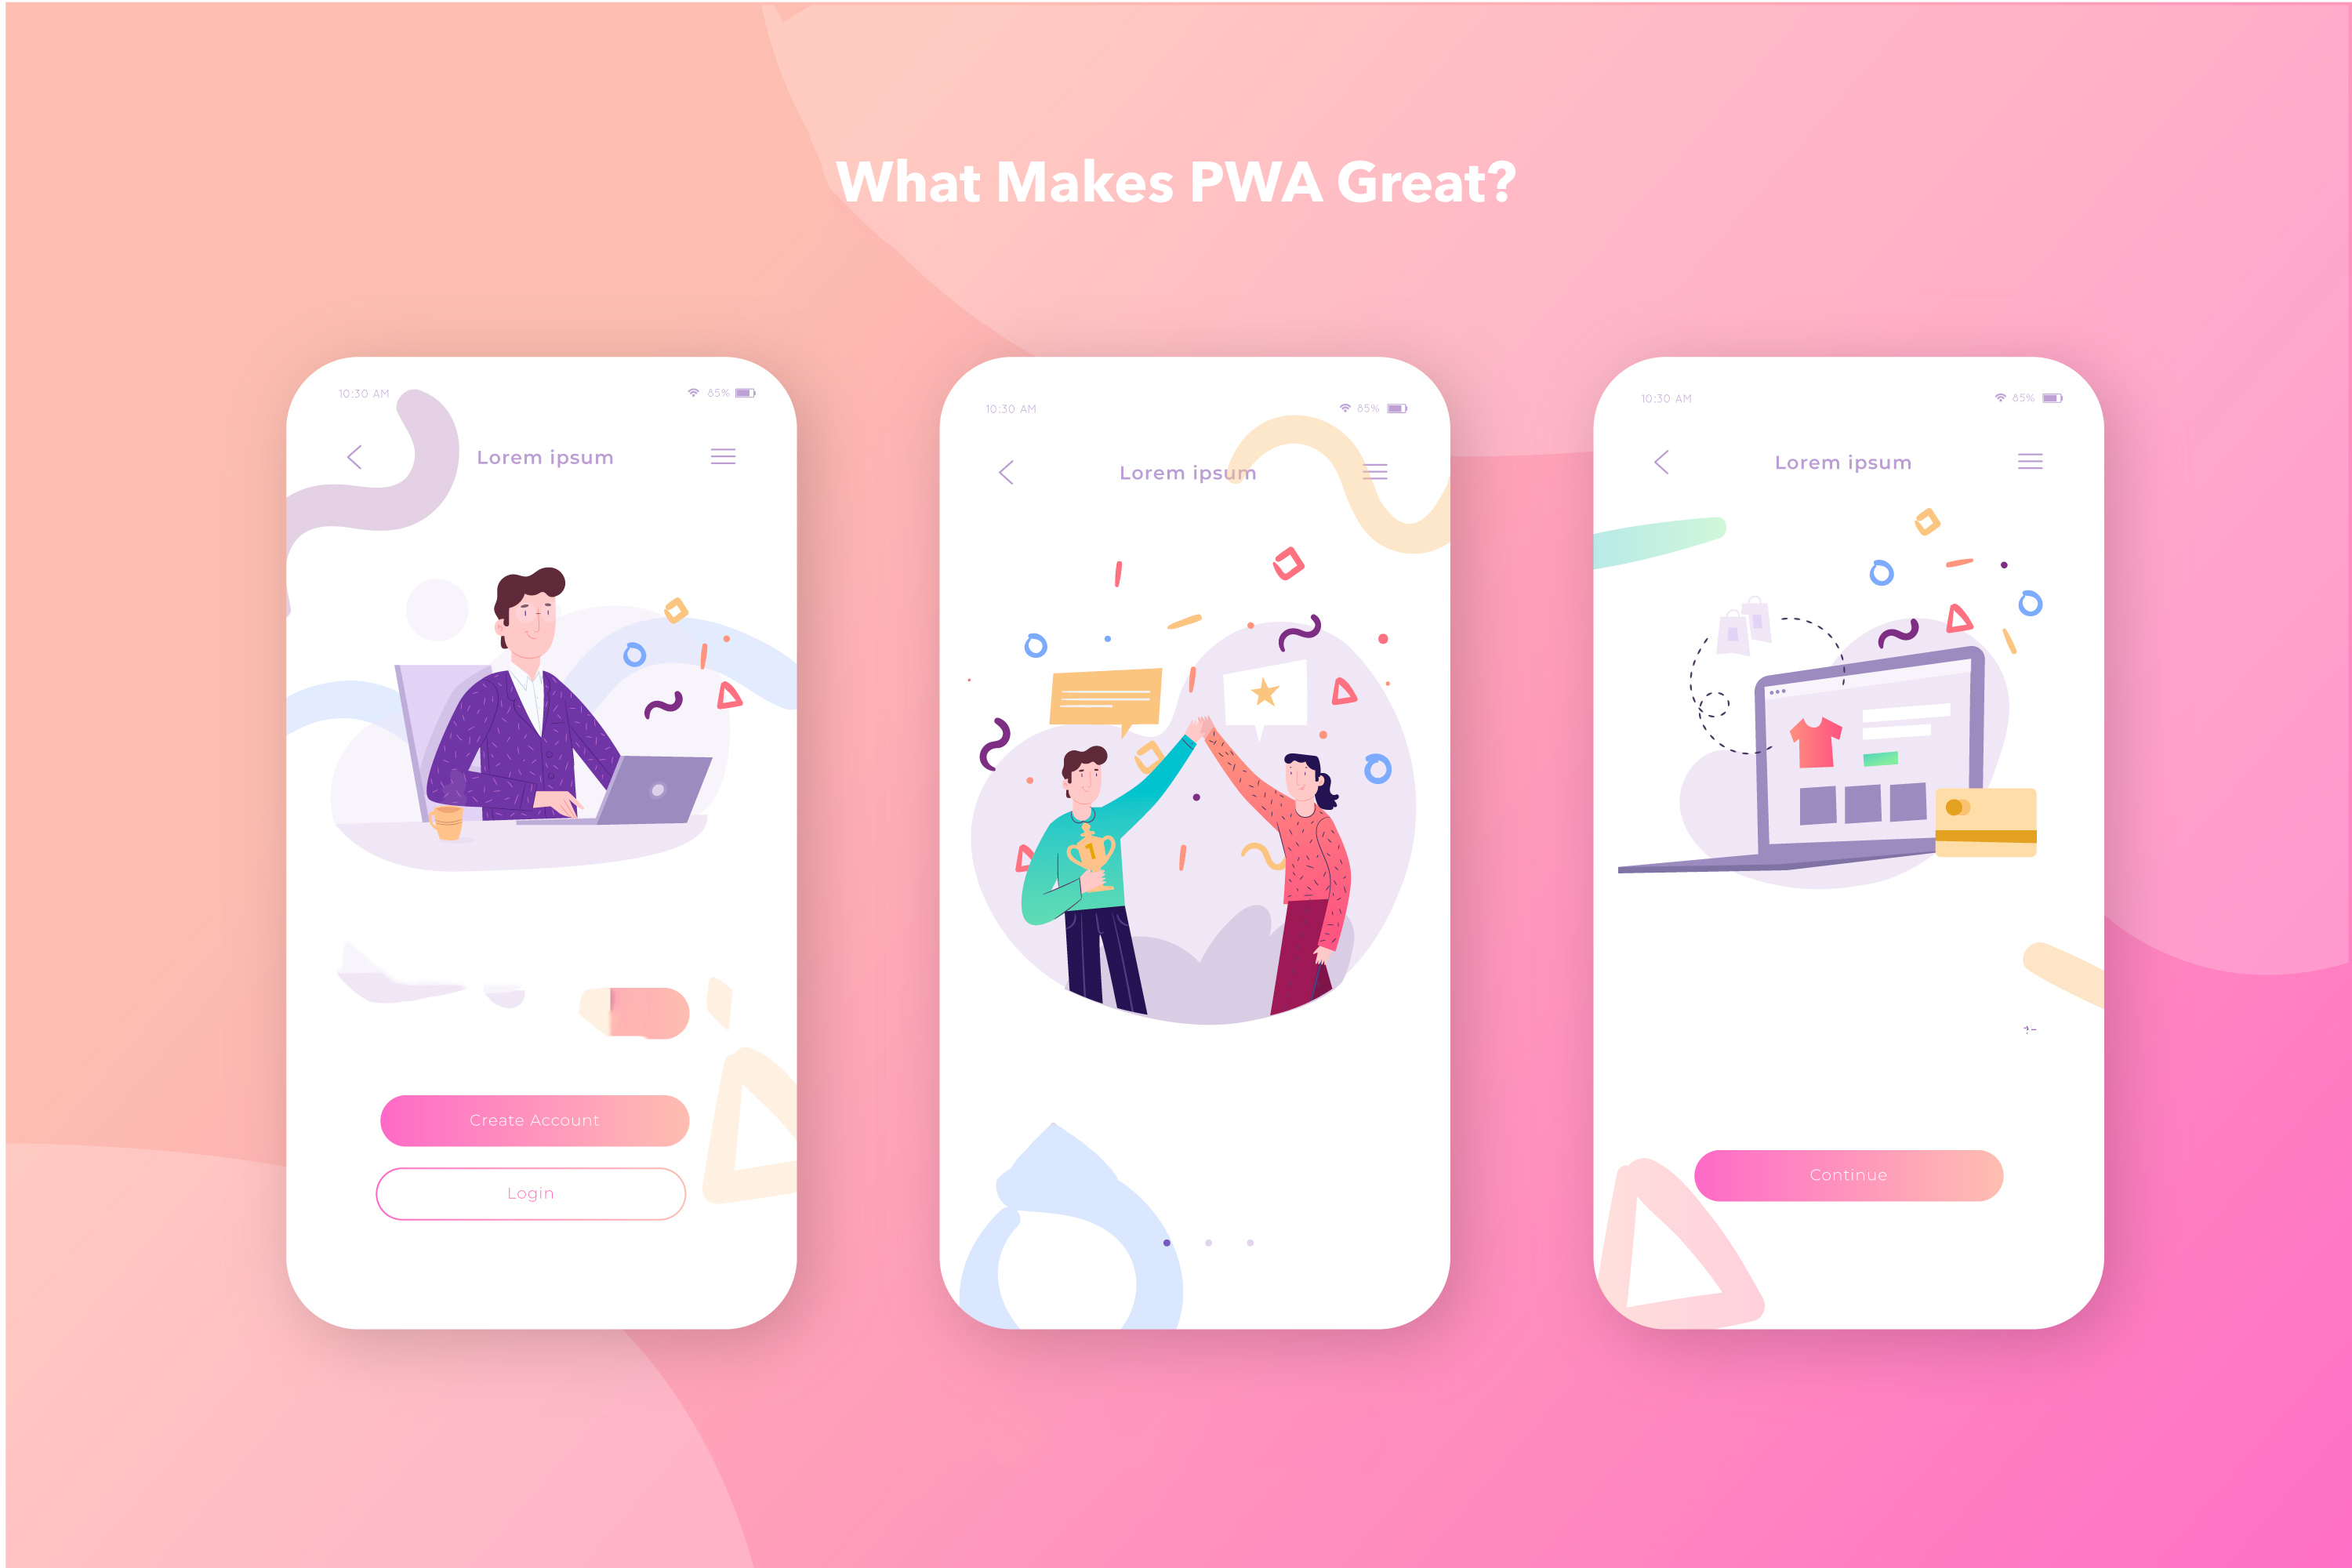 What Makes PWA Great?
10:30 AM
85%
Lorem ipsum
Create Account
Login
10:30 AM
85%
Lorem ipsum
1
10:30 AM
85%
Lorem ipsum
Continue